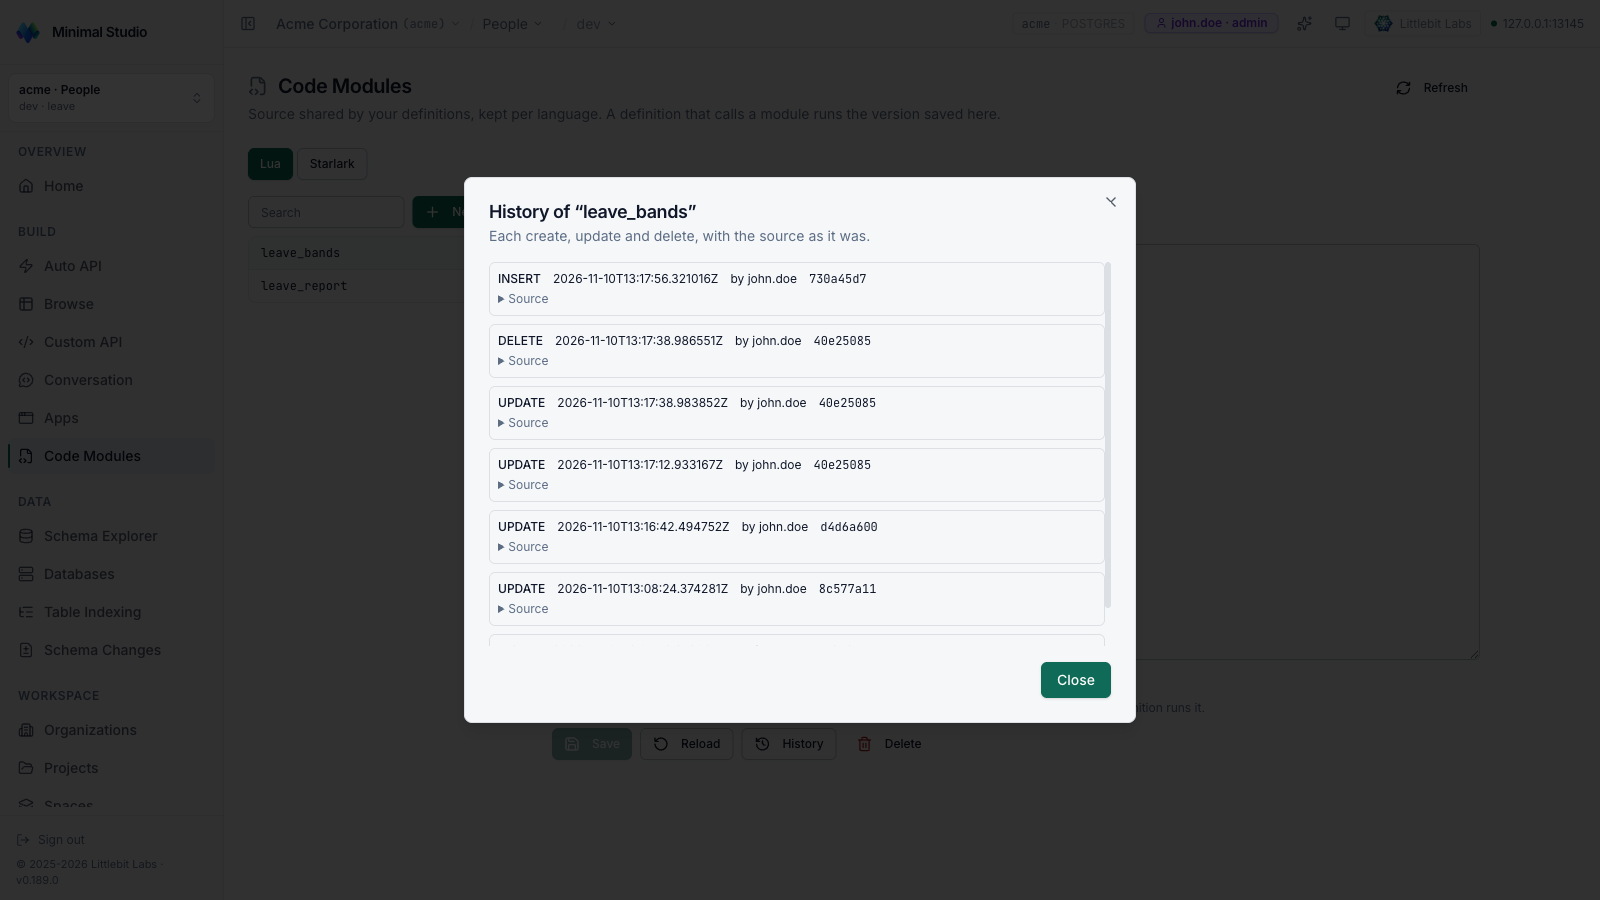 Minimal Studio
Acme Corporation (acme) / People / dev
acme POSTGRES
john.doe · admin
Littlebit Labs
127.0.0.1:13145
acme · People
dev · leave
OVERVIEW
Home
BUILD
Auto API
Browse
Custom API
Conversation
Apps
Code Modules
DATA
Schema Explorer
Databases
Table Indexing
Schema Changes
WORKSPACE
Organizations
Projects
Spaces
Sign out
© 2025-2026 Littlebit Labs ·
v0.189.0
Code Modules
Refresh
Source shared by your definitions, kept per language. A definition that calls a module runs the version saved here.
Lua
Starlark
Search
leave_bands
leave_report
History of “leave_bands”
Each create, update and delete, with the source as it was.
INSERT 2026-11-10T13:17:56.321016Z by john.doe 730a45d7
Source
DELETE 2026-11-10T13:17:38.986551Z by john.doe 40e25085
Source
UPDATE 2026-11-10T13:17:38.983852Z by john.doe 40e25085
Source
UPDATE 2026-11-10T13:17:12.933167Z by john.doe 40e25085
Source
UPDATE 2026-11-10T13:16:42.494752Z by john.doe d4d6a600
Source
UPDATE 2026-11-10T13:08:24.374281Z by john.doe 8c577a11
Source
Close
runs it.
Save
Reload
History
Delete